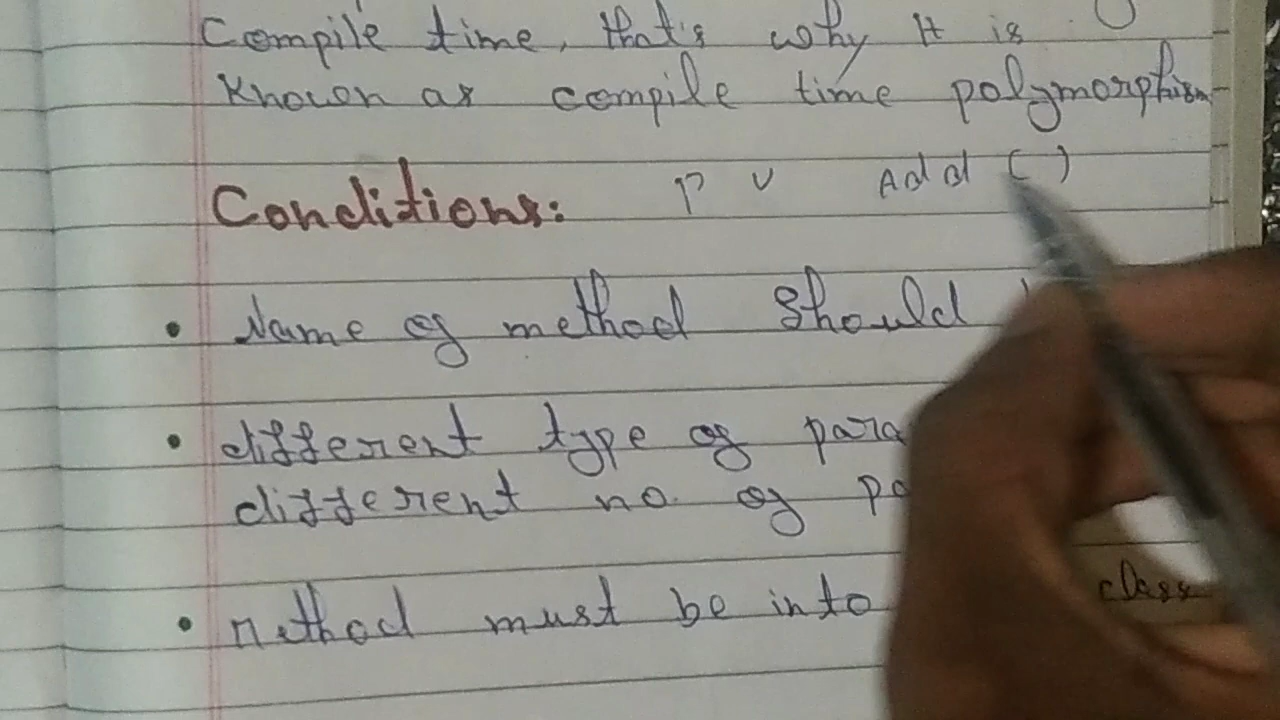 Compile time, that's why It is
known as compile time polymorphism
Conditions: P V Add ( )
• Name of method should
• different type of para
different no. of pa
• Method must be into class